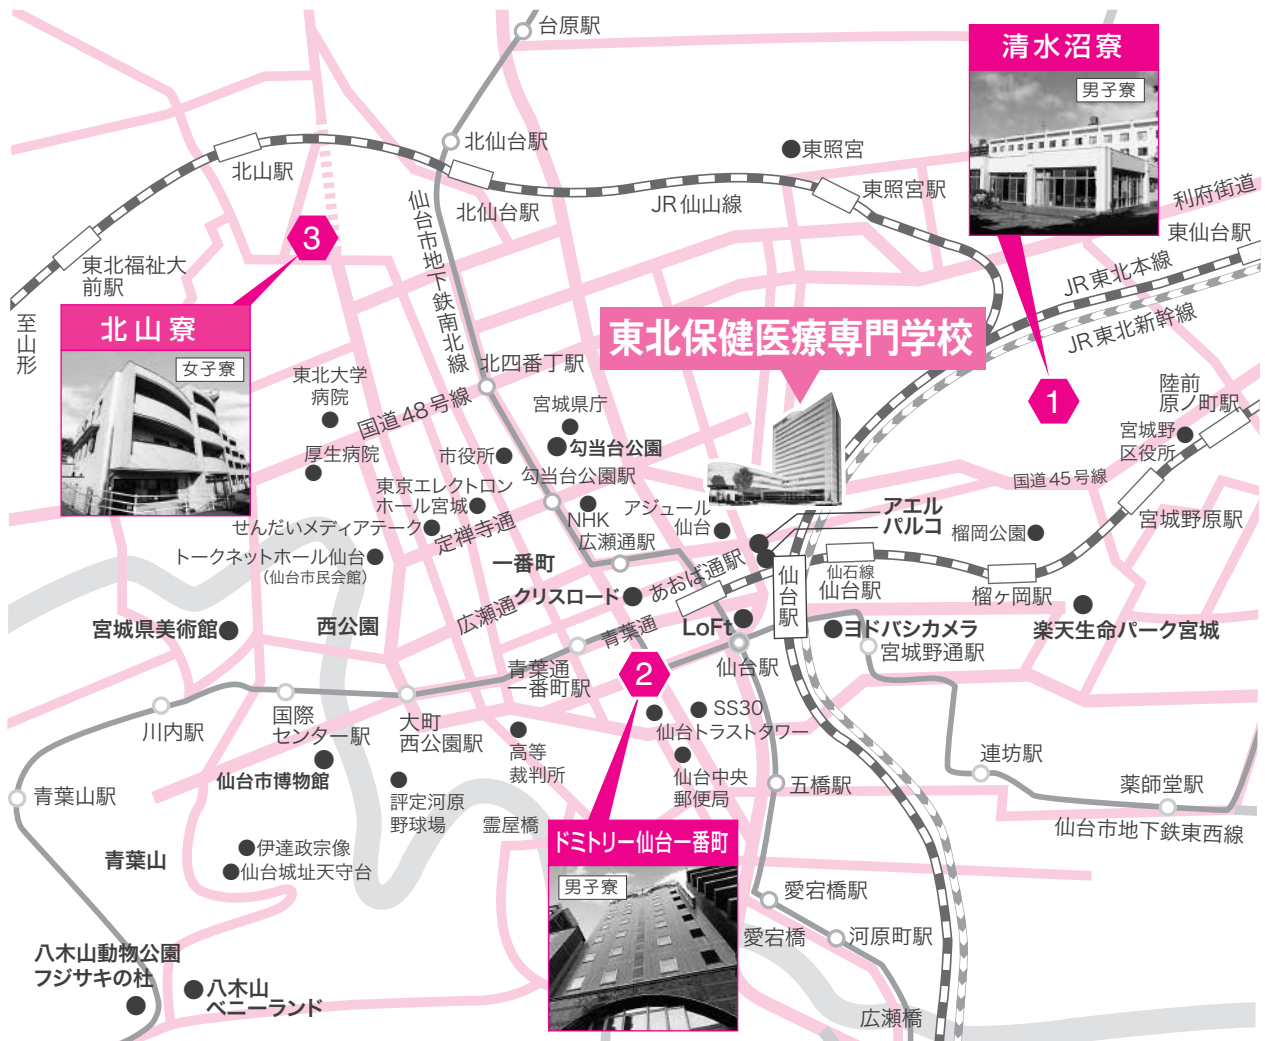 台原駅
清水沼寮
男子寮
北仙台駅
東照宮
北山駅
北仙台駅
JR仙山線
東照宮駅
利府街道
東仙台駅
仙台市地下鉄南北線
3
東北福祉大
前駅
至山形
北山寮
女子寮
JR東北本線
JR東北新幹線
東北保健医療専門学校
北四番丁駅
東北大学
病院
国道48号線
宮城県庁
勾当台公園
1
陸前
原ノ町駅
宮城野
区役所
厚生病院
市役所
勾当台公園駅
国道45号線
東京エレクトロン
ホール宮城
NHK
アジュール
仙台
アエル
パルコ
宮城野原駅
せんだいメディアテーク
定禅寺通
広瀬通駅
榴岡公園
トークネットホール仙台
(仙台市民会館)
一番町
あおば通駅
仙台駅
仙石線
仙台駅
榴ヶ岡駅
クリスロード
広瀬通
青葉通
LoFt
ヨドバシカメラ
宮城野通駅
楽天生命パーク宮城
宮城県美術館
西公園
青葉通
一番町駅
2
仙台駅
川内駅
国際
センター駅
大町
西公園駅
高等
裁判所
SS30
仙台トラストタワー
仙台中央
郵便局
仙台市博物館
評定河原
野球場
霊屋橋
五橋駅
連坊駅
薬師堂駅
仙台市地下鉄東西線
青葉山駅
青葉山
伊達政宗像
仙台城址天守台
ドミトリー仙台一番町
男子寮
愛宕橋駅
愛宕橋
河原町駅
広瀬橋
八木山動物公園
フジサキの杜
八木山
ベニーランド